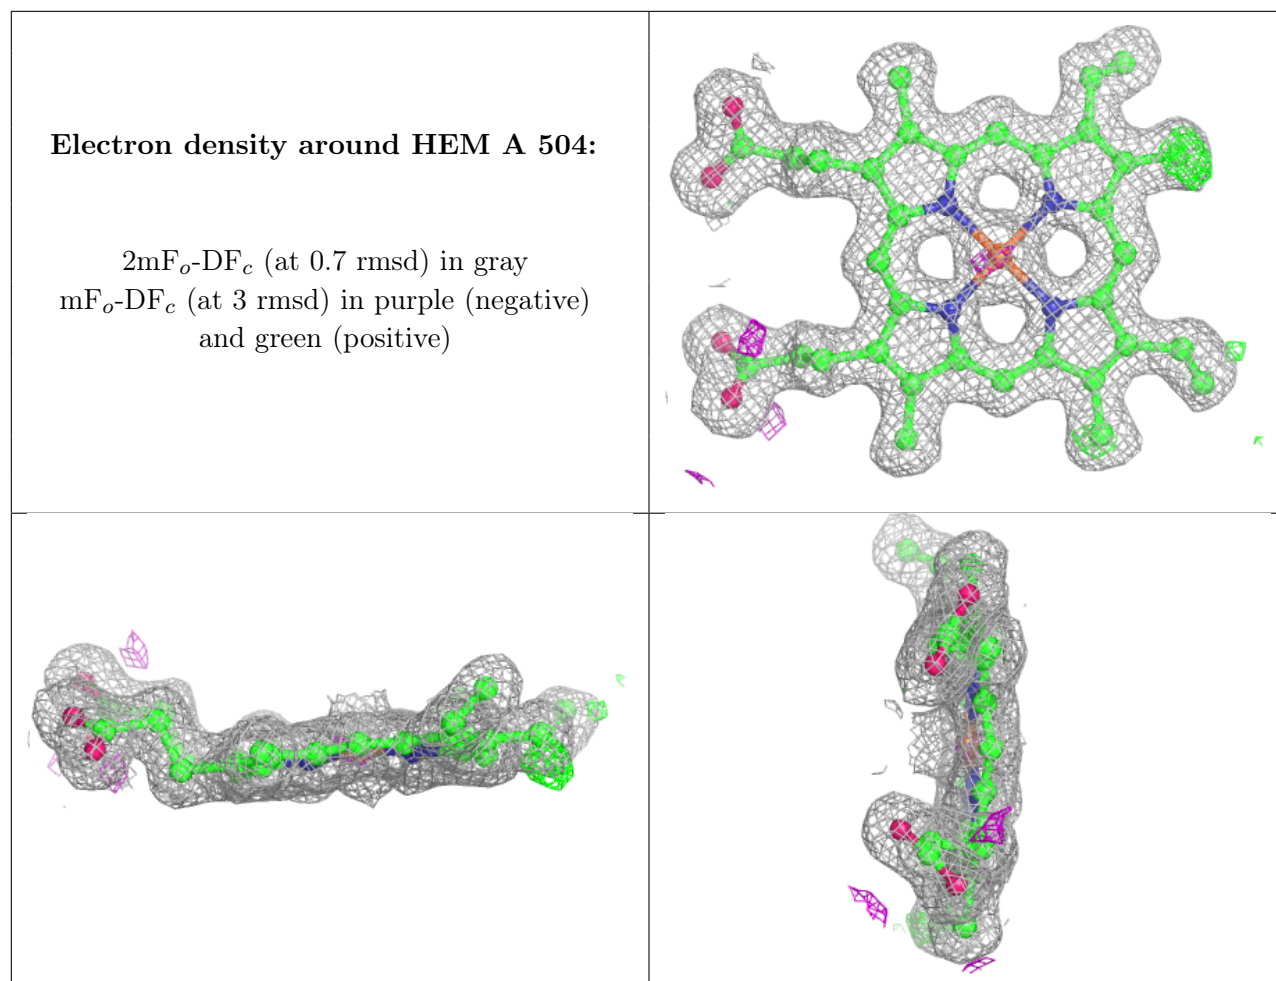 Electron density around HEM A 504:
2mFo-DFc (at 0.7 rmsd) in gray
mFo-DFc (at 3 rmsd) in purple (negative)
and green (positive)